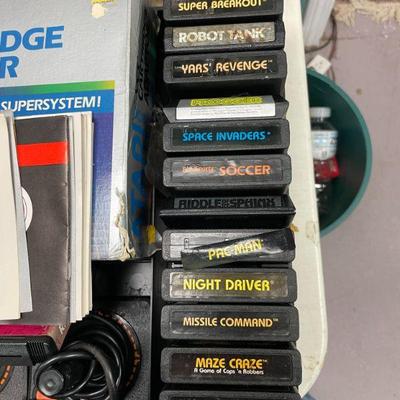 SUPER BREAKOUT
DGE
ROBOT TANK
R
YARS' REVENGE
SUPERSYSTEM!
SPACE INVADERS
SOCCER
ATARI
RIDDLE OF THE SPHINX
PAC-MAN
NIGHT DRIVER
MISSILE COMMAND
MAZE CRAZE
A Game of Cops 'n Robbers